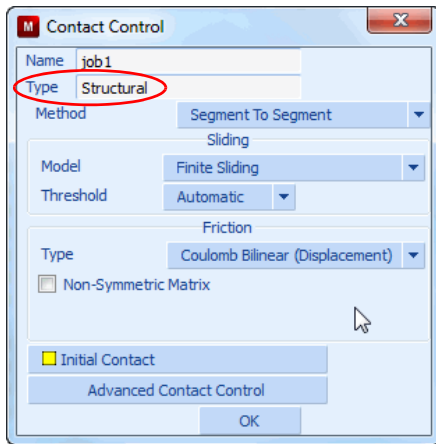 M Contact Control X
Name job1
Type Structural
Method Segment To Segment
Sliding
Model Finite Sliding
Threshold Automatic
Friction
Type Coulomb Bilinear (Displacement)
Non-Symmetric Matrix
Initial Contact
Advanced Contact Control
OK